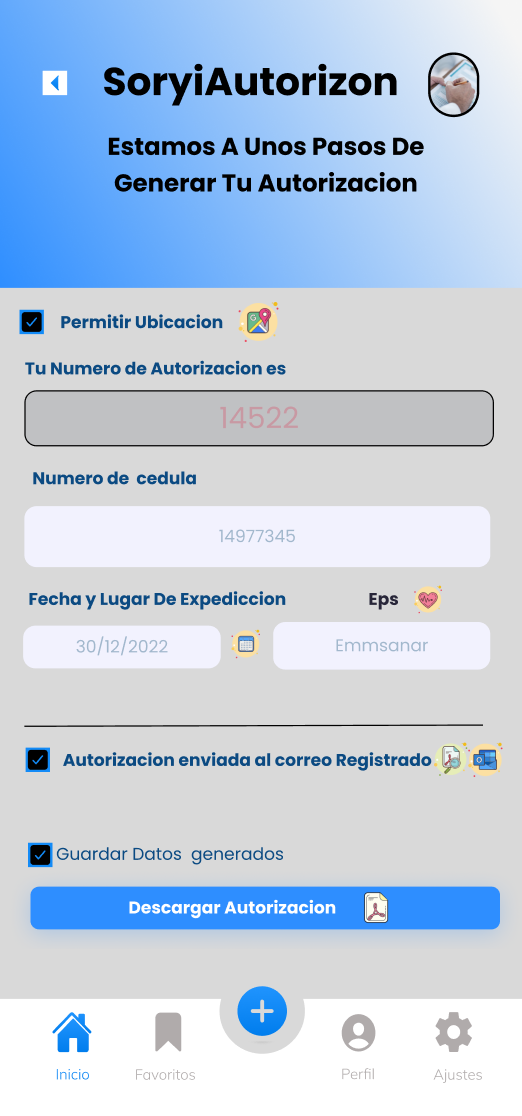 SoryiAutorizon
Estamos A Unos Pasos De
Generar Tu Autorizacion
Permitir Ubicacion
Tu Numero de Autorizacion es
14522
Numero de cedula
14977345
Fecha y Lugar De Expediccion
Eps
30/12/2022
Emmsanar
Autorizacion enviada al correo Registrado
Guardar Datos generados
Descargar Autorizacion
Inicio
Favoritos
Perfil
Ajustes